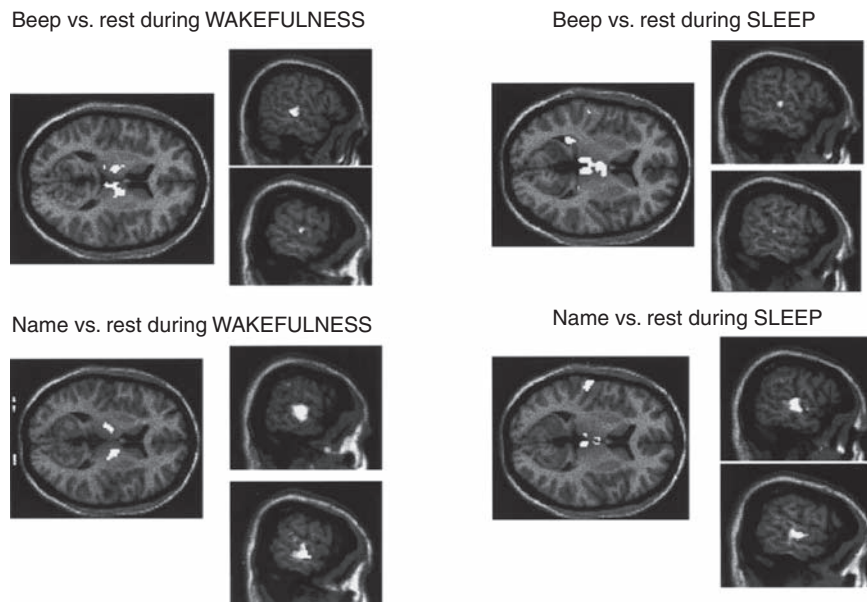 Beep vs. rest during WAKEFULNESS
Beep vs. rest during SLEEP
Name vs. rest during WAKEFULNESS
Name vs. rest during SLEEP